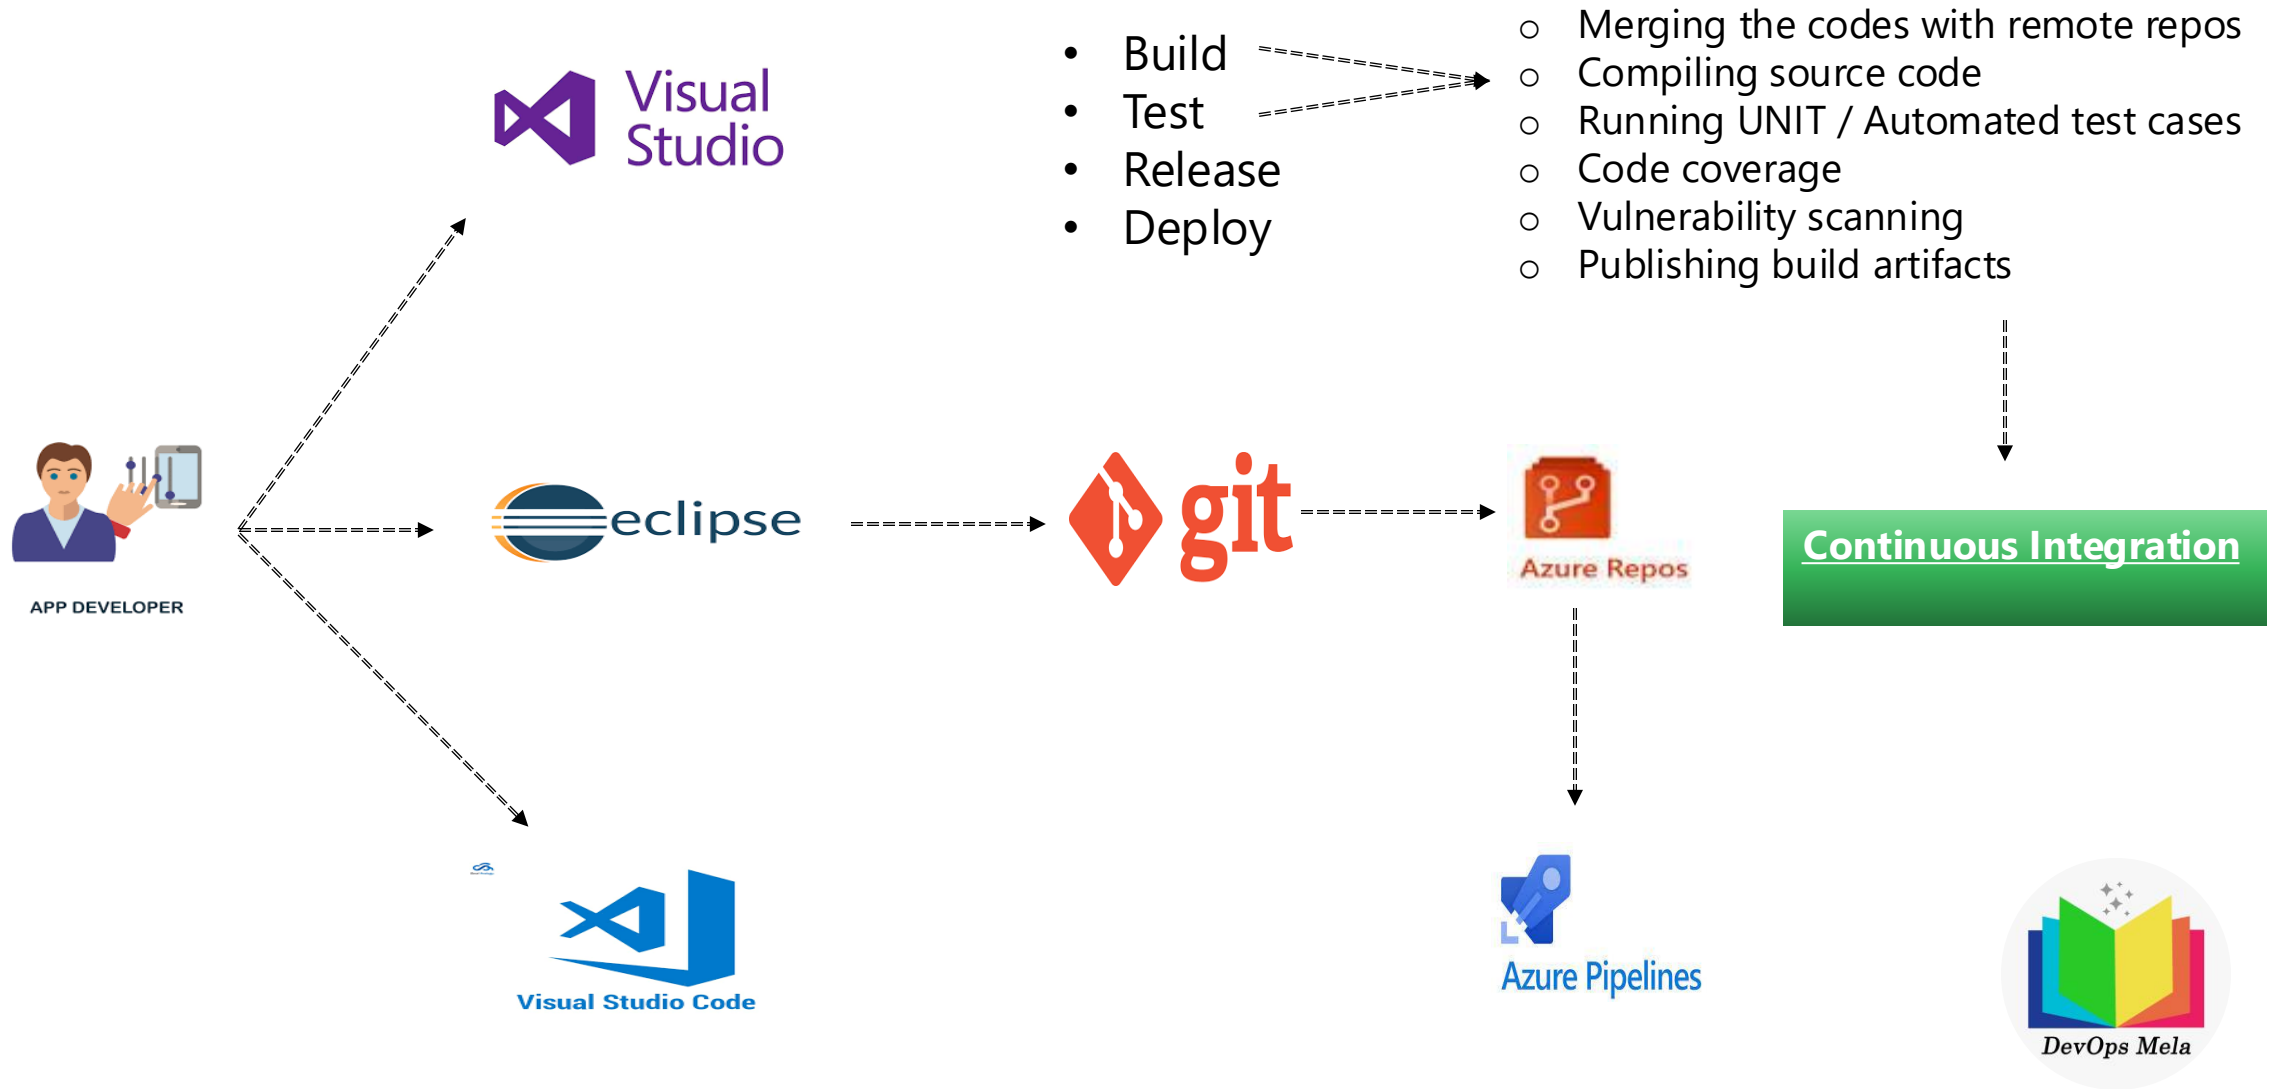 Visual
Studio
• Build
• Test
• Release
• Deploy
o Merging the codes with remote repos
o Compiling source code
o Running UNIT / Automated test cases
o Code coverage
o Vulnerability scanning
o Publishing build artifacts
APP DEVELOPER
eclipse
git
Azure Repos
Continuous Integration
Visual Studio Code
Azure Pipelines
DevOps Mela